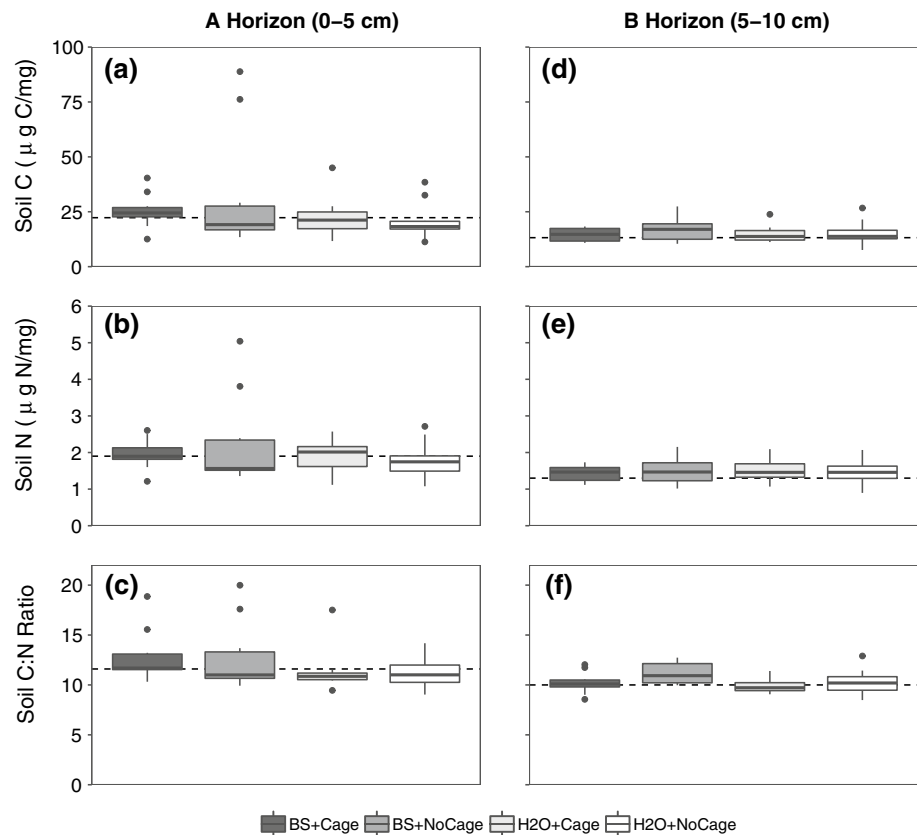 A Horizon (0–5 cm)
B Horizon (5–10 cm)
Soil C ( μ g C/mg)
100
75
50
25
0
(a)
(d)
Soil N ( μ g N/mg)
6
5
4
3
2
1
0
(b)
(e)
Soil C:N Ratio
20
15
10
5
0
(c)
(f)
BS+Cage BS+NoCage H2O+Cage H2O+NoCage